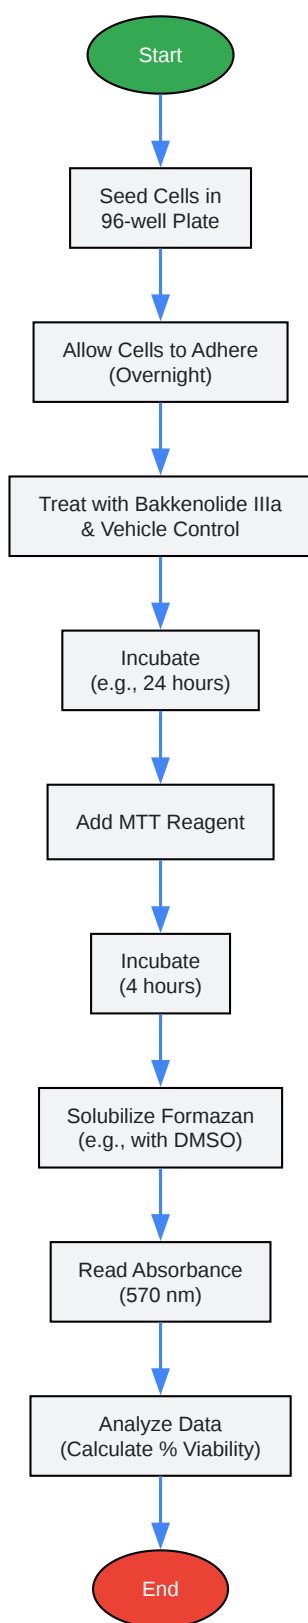 Start
Seed Cells in
96-well Plate
Allow Cells to Adhere
(Overnight)
Treat with Bakkenolide IIIa
& Vehicle Control
Incubate
(e.g., 24 hours)
Add MTT Reagent
Incubate
(4 hours)
Solubilize Formazan
(e.g., with DMSO)
Read Absorbance
(570 nm)
Analyze Data
(Calculate % Viability)
End